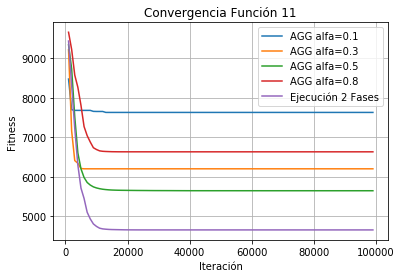 Convergencia Función 11
AGG alfa=0.1
AGG alfa=0.3
AGG alfa=0.5
AGG alfa=0.8
Ejecución 2 Fases
Fitness
9000
8000
7000
6000
5000
0
20000
40000
60000
80000
100000
Iteración